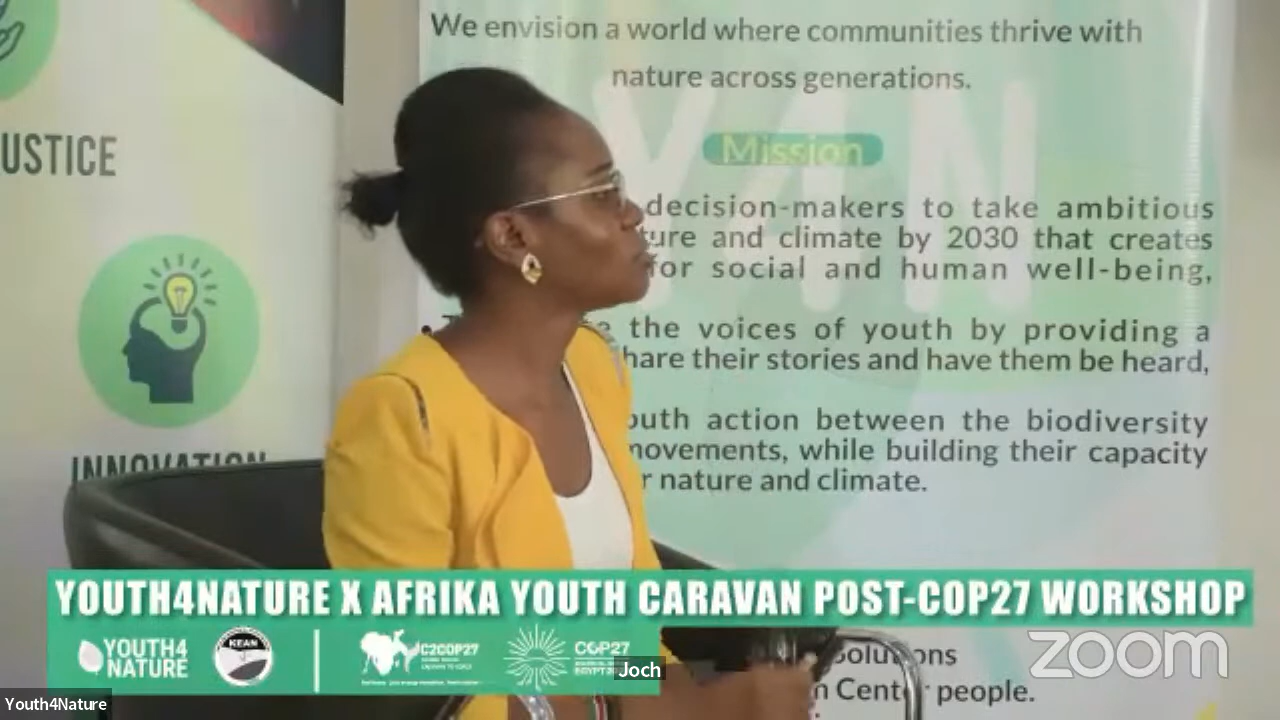 We envision a world where communities thrive with
nature across generations.
Mission
decision-makers to take ambitious
ture and climate by 2030 that creates
for social and human well-being,
the voices of youth by providing a
hare their stories and have them be heard,
outh action between the biodiversity
movements, while building their capacity
r nature and climate.
USTICE
INNOVATION
YOUTH4NATURE X AFRIKA YOUTH CARAVAN POST-COP27 WORKSHOP
YOUTH4
NATURE
KEAN
C2COP27
COP27
Joch
zoom
people.
Youth4Nature